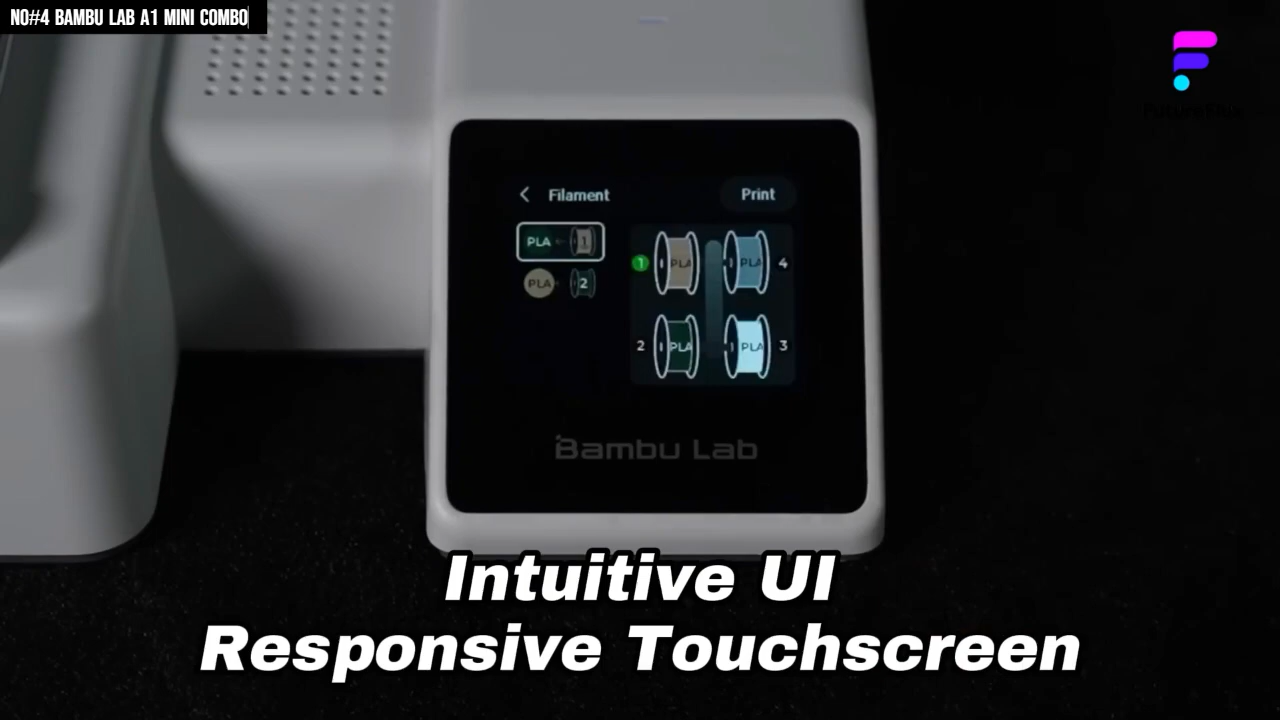 NO#4 BAMBU LAB A1 MINI COMBO
Filament
Print
PLA 1
PLA 2
1 PLA
PLA 4
2 PLA
PLA 3
Bambu Lab
Intuitive UI
Responsive Touchscreen